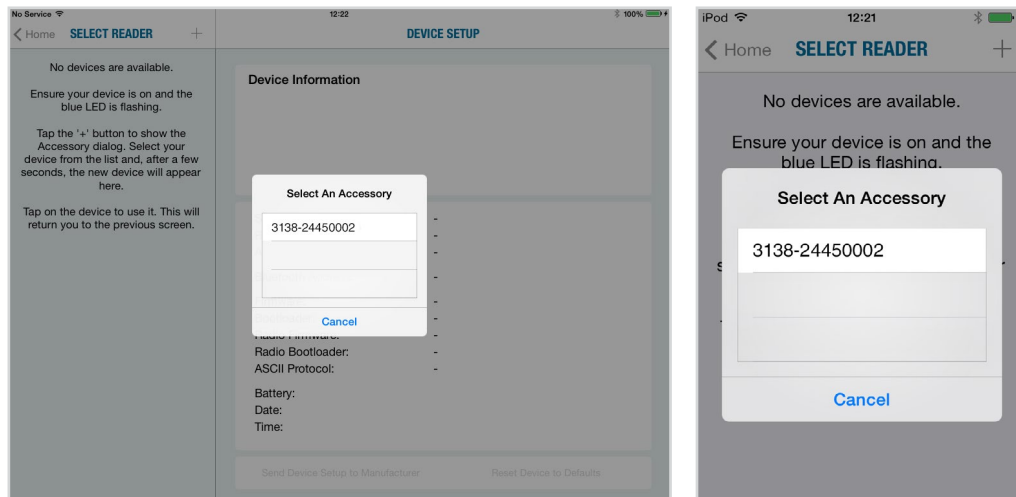 No Service 12:22 100%
Home SELECT READER + DEVICE SETUP
No devices are available.
Ensure your device is on and the
blue LED is flashing.
Tap the '+' button to show the
Accessory dialog. Select your
device from the list and, after a few
seconds, the new device will appear
here.
Tap on the device to use it. This will
return you to the previous screen.
Device Information
Select An Accessory
3138-24450002
Cancel
-
-
-
-
-
-
-
Radio Bootloader: -
ASCII Protocol: -
Battery:
Date:
Time:
Send Device Setup to Manufacturer Reset Device to Defaults
iPod 12:21
Home SELECT READER +
No devices are available.
Ensure your device is on and the
blue LED is flashing.
Select An Accessory
3138-24450002
Cancel